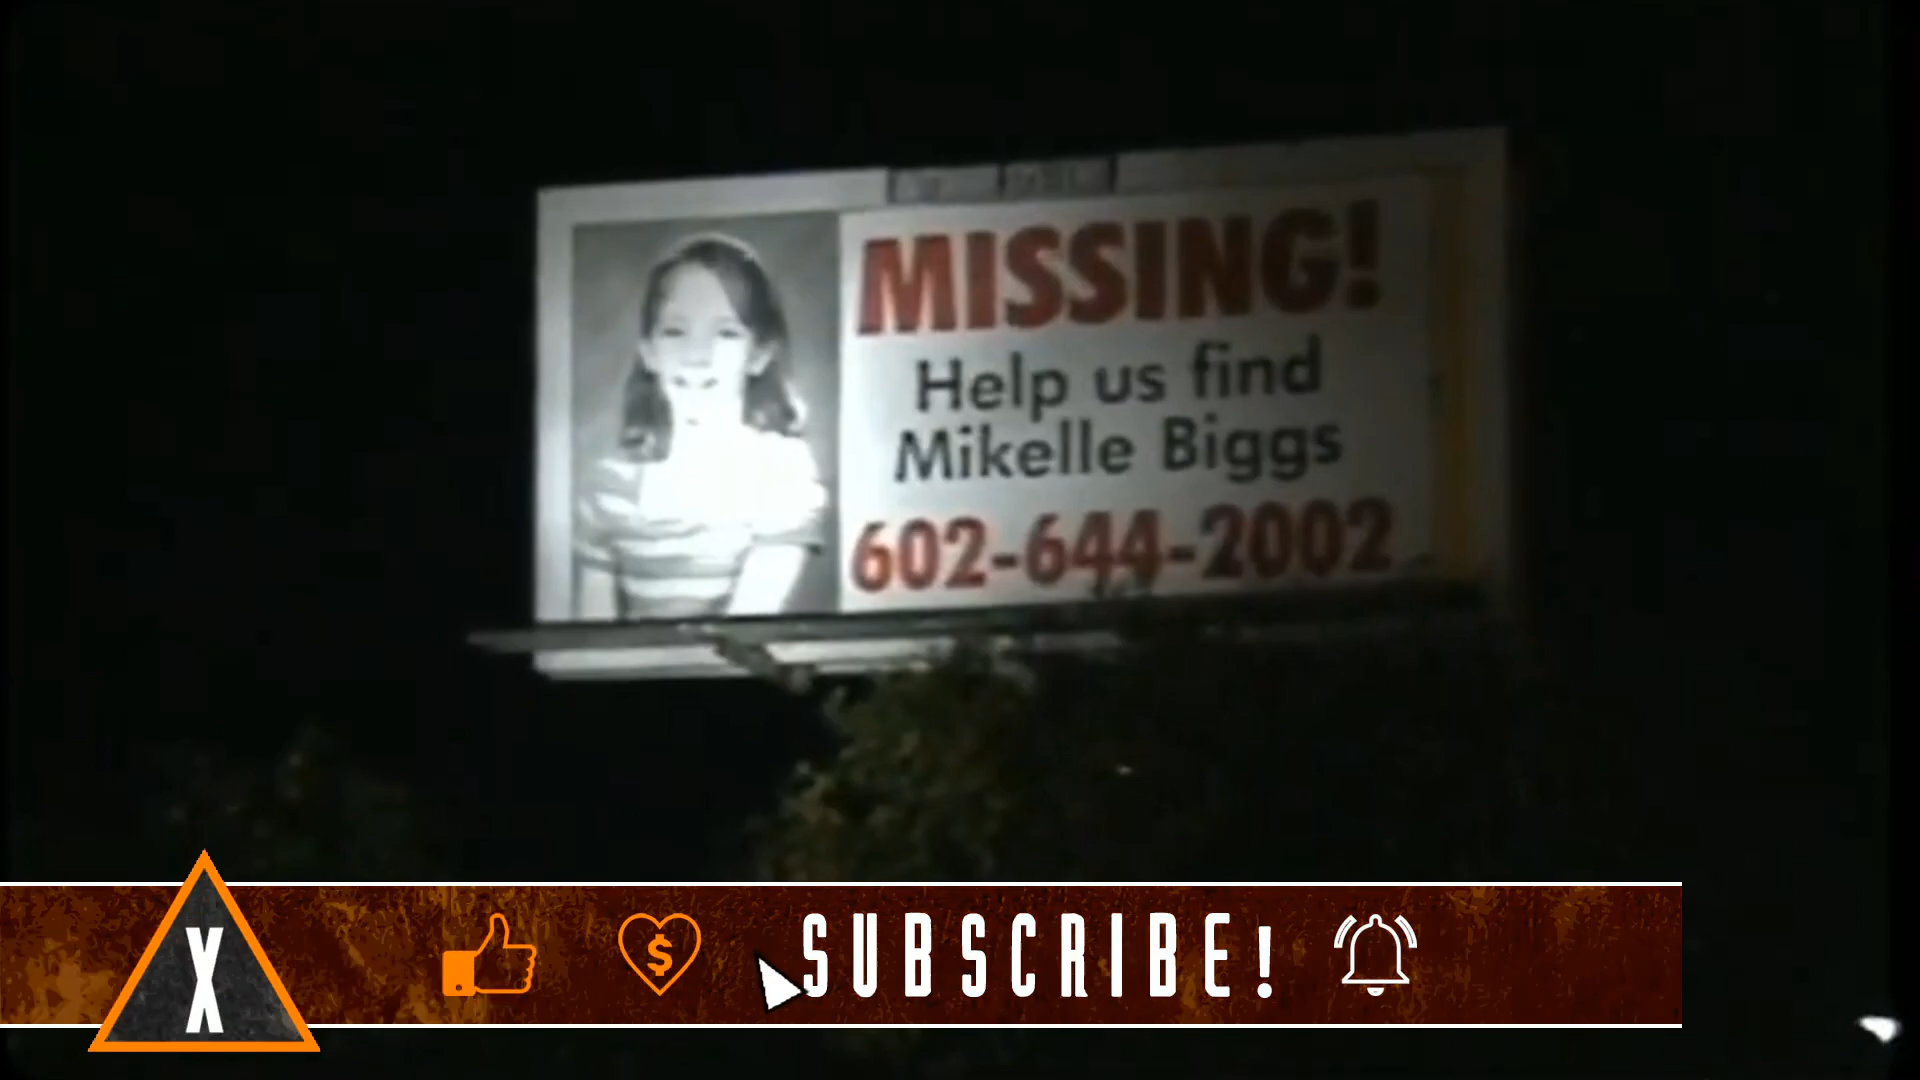 MISSING!
Help us find
Mikelle Biggs
602-644-2002
X
$
SUBSCRIBE!